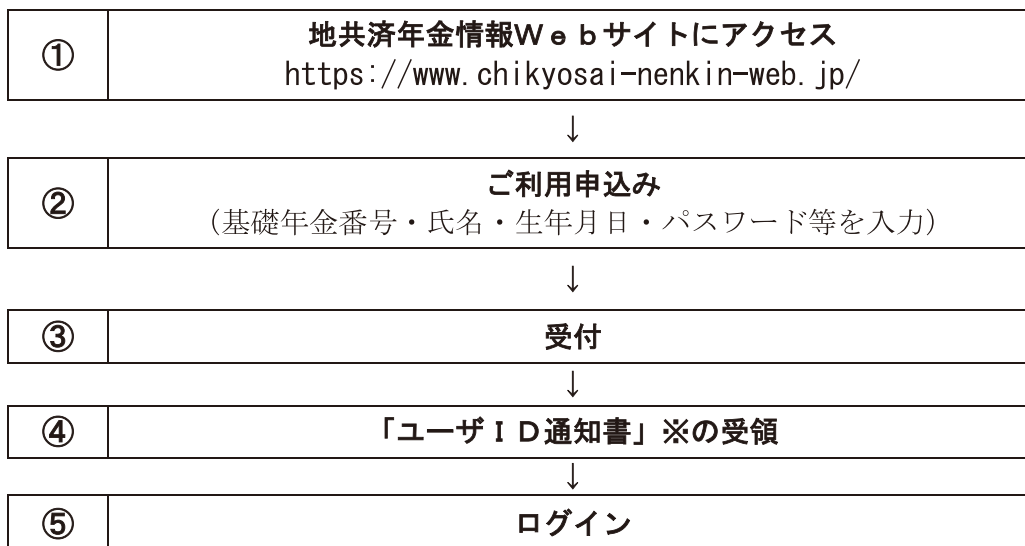 ①
地共済年金情報Ｗｅｂサイトにアクセス
https://www.chikyosai-nenkin-web.jp/
↓
②
ご利用申込み
（基礎年金番号・氏名・生年月日・パスワード等を入力）
↓
③
受付
↓
④
「ユーザＩＤ通知書」※の受領
↓
⑤
ログイン